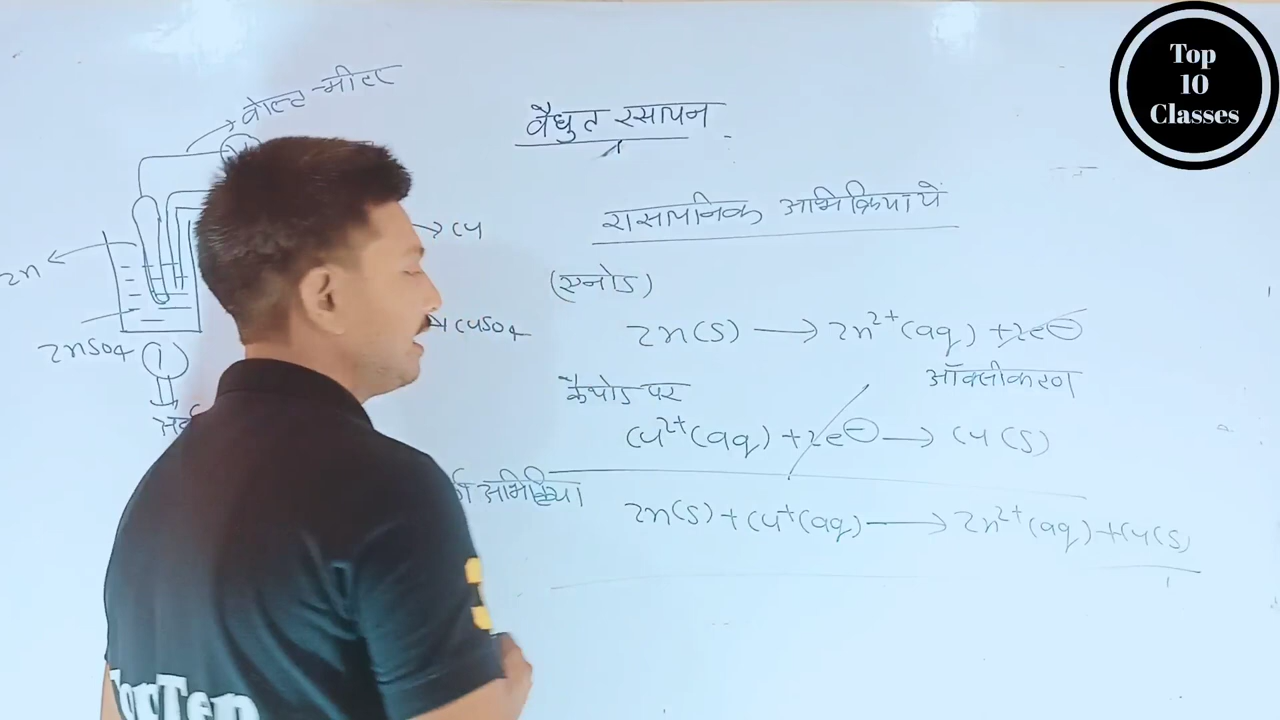 Top
10
Classes
वोल्ट-मीटर
वैधुत रसायन
रासायनिक अभिक्रियायें
Cu
Zn
(एनोड)
CuSO4
Zn(S) ⟶ Zn²⁺(aq) + 2e⊖
ZnSO4
ऑक्सीकरण
कैथोड पर
Cu²⁺(aq) + 2e⊖ ⟶ Cu(S)
अभिक्रिया
Zn(S) + Cu⁺(aq) ⟶ Zn²⁺(aq) + Cu(S)
TopTen